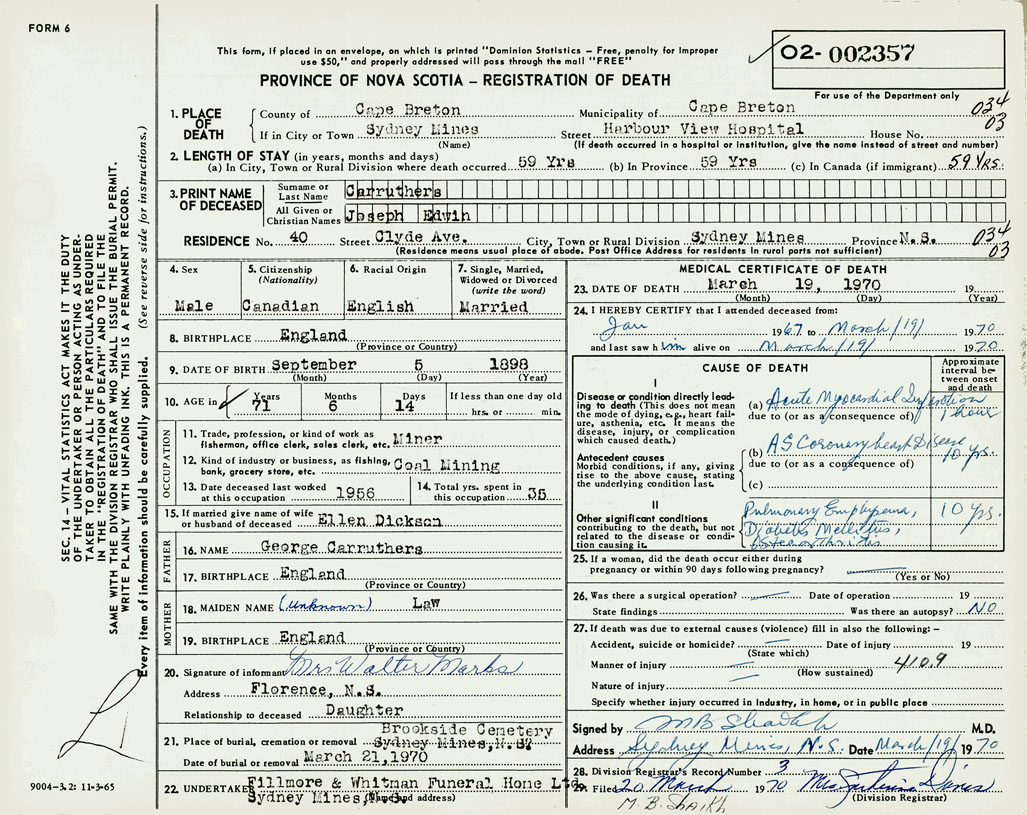 FORM 6
This form, if placed in an envelope, on which is printed "Dominion Statistics – Free, penalty for improper
use $50," and properly addressed will pass through the mail "FREE"
PROVINCE OF NOVA SCOTIA – REGISTRATION OF DEATH
O2- 002357
For use of the Department only
SEC. 14 – VITAL STATISTICS ACT MAKES IT THE DUTY
OF THE UNDERTAKER OR PERSON ACTING AS UNDER-
TAKER TO OBTAIN ALL THE PARTICULARS REQUIRED
IN THE "REGISTRATION OF DEATH" AND TO FILE THE
SAME WITH THE DIVISION REGISTRAR WHO SHALL ISSUE THE BURIAL PERMIT.
WRITE PLAINLY WITH UNFADING INK. THIS IS A PERMANENT RECORD.
Every item of information should be carefully supplied. (See reverse side for instructions.)
1. PLACE OF DEATH
County of Cape Breton Municipality of Cape Breton 034
03
If in City or Town Sydney Mines Street Harbour View Hospital House No.
(Name) (If death occurred in a hospital or institution, give the name instead of street and number)
2. LENGTH OF STAY (in years, months and days)
(a) In City, Town or Rural Division where death occurred 59 Yrs (b) In Province 59 Yrs (c) In Canada (if immigrant) 59 Yrs.
3. PRINT NAME OF DECEASED
Surname or Last Name Carruthers
All Given or Christian Names Joseph Edwin
RESIDENCE No. 40 Street Clyde Ave. City, Town or Rural Division Sydney Mines Province N.S. 034
03
(Residence means usual place of abode. Post Office Address for residents in rural parts not sufficient)
4. Sex
Male
5. Citizenship
(Nationality)
Canadian
6. Racial Origin
English
7. Single, Married,
Widowed or Divorced
(write the word)
Married
8. BIRTHPLACE England
(Province or Country)
9. DATE OF BIRTH September 5 1898
(Month) (Day) (Year)
10. AGE in Years Months Days If less than one day old
71 6 14 hrs. or min.
OCCUPATION
11. Trade, profession, or kind of work as
fisherman, office clerk, sales clerk, etc. Miner
12. Kind of industry or business, as fishing,
bank, grocery store, etc. Coal Mining
13. Date deceased last worked
at this occupation 1956
14. Total yrs. spent in
this occupation 35
15. If married give name of wife
or husband of deceased Ellen Dickson
FATHER
16. NAME George Carruthers
17. BIRTHPLACE England
(Province or Country)
MOTHER
18. MAIDEN NAME (unknown) Law
19. BIRTHPLACE England
(Province or Country)
20. Signature of informant Mrs Walter Marks
Address Florence, N.S.
Relationship to deceased Daughter
Brookside Cemetery
21. Place of burial, cremation or removal Sydney Mines, N.S.
Date of burial or removal March 21,1970
22. UNDERTAKER Fillmore & Whitman Funeral Home Ltd.
Sydney Mines, N.S.
(Name and address)
9004–3.2: 11-3-65
MEDICAL CERTIFICATE OF DEATH
23. DATE OF DEATH March 19, 1970 19
(Month) (Day) (Year)
24. I HEREBY CERTIFY that I attended deceased from:
Jan 1967 to March/19/ 1970
and last saw him alive on March/19/ 1970
CAUSE OF DEATH
Approximate
interval be-
tween onset
and death
I
Disease or condition directly lead-
ing to death (This does not
mean the mode of dying, e.g., heart fail-
ure, asthenia, etc. It means the
disease, injury, or complication
which caused death.)
(a) Acute Myocardial Infarction
due to (or as a consequence of) 1 hour
Antecedent causes
Morbid conditions, if any, giving
rise to the above cause, stating
the underlying condition last.
(b) AS Coronary heart Disease
due to (or as a consequence of) 10 yrs.
(c)
II
Other significant conditions
contributing to the death, but not
related to the disease or condi-
tion causing it.
Pulmonary Emphysema, 10 yrs.
Diabetes Mellitus,
Osteoarthritis
25. If a woman, did the death occur either during
pregnancy or within 90 days following pregnancy?
(Yes or No)
26. Was there a surgical operation? Date of operation 19
State findings Was there an autopsy? NO
27. If death was due to external causes (violence) fill in also the following: –
Accident, suicide or homicide? Date of injury 19
(State which)
Manner of injury 410.9
(How sustained)
Nature of injury
Specify whether injury occurred in Industry, in home, or in public place
Signed by MB Shaikh M.D.
Address Sydney Mines, N.S. Date March/19/ 1970
28. Division Registrar's Record Number 3
29. Filed 20 March 1970 Davis
(Division Registrar)
M. B. Shaikh